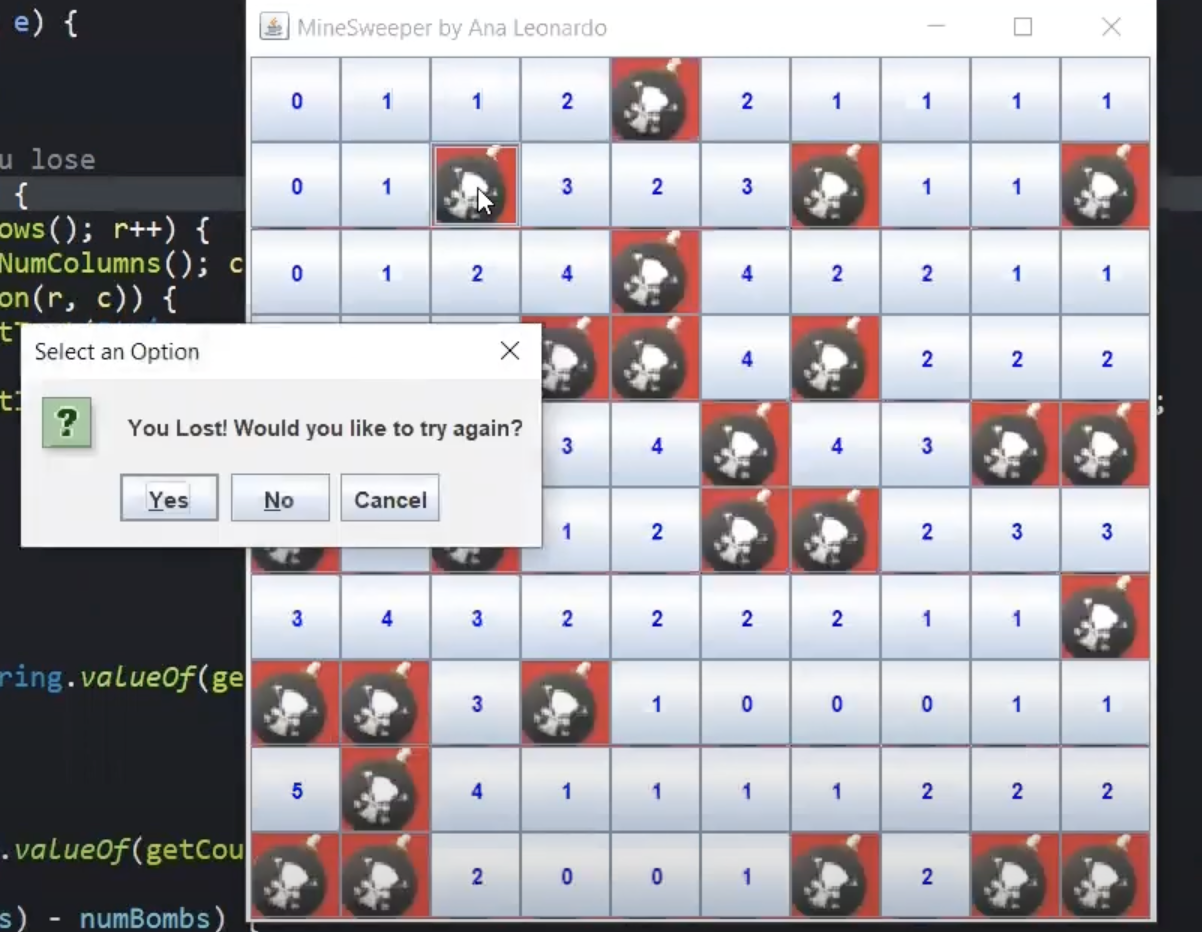 e) {
MineSweeper by Ana Leonardo
0 1 1 2 2 1 1 1 1
u lose
{
0 1 3 2 3 1 1
ows(); r++) {
NumColumns(); c
0 1 2 4 4 2 2 1 1
on(r, c)) {
Select an Option
4 2 2 2
;
You Lost! Would you like to try again?
3 4 4 3
Yes No Cancel
1 2 2 3 3
3 4 3 2 2 2 2 1 1
ring.valueOf(ge
3 1 0 0 0 1 1
5 4 1 1 1 1 2 2 2
.valueOf(getCou
2 0 0 1 2
s) - numBombs)